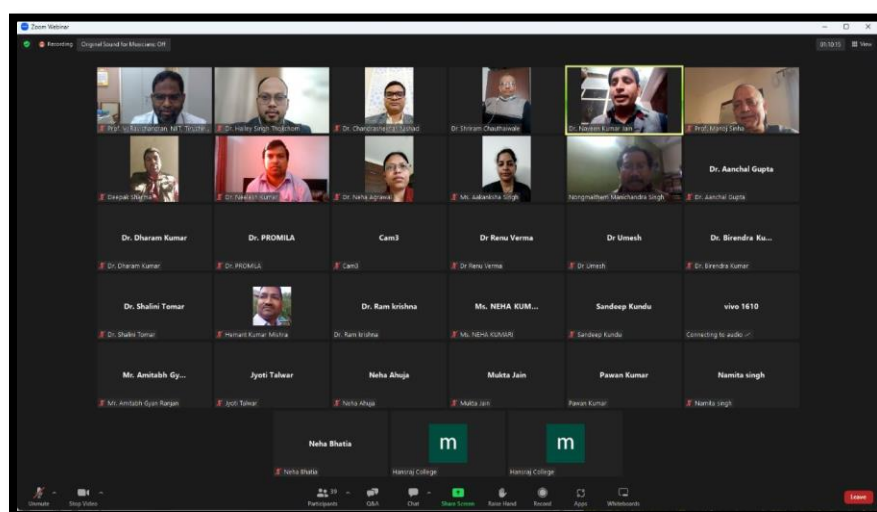 Zoom Webinar
Recording Original Sound for Musicians: Off 01:10:15 View
Dr. Hailey Singh Dr. Chandrashekhar Dr Shriram Chauthaiwale Dr. Naveen Kumar Jain Prof. Manoj Sinha
Dr. Aanchal Gupta
Deepak Sharma Dr. Neelesh Kumar Dr. Neha Agrawal Ms. Aakanksha Singh Nongmaithem Manichandra Singh Dr. Aanchal Gupta
Dr. Dharam Kumar Dr. PROMILA Cam3 Dr Renu Verma Dr Umesh Dr. Birendra Ku...
Dr. Dharam Kumar Dr. PROMILA Cam3 Dr Renu Verma Dr Umesh Dr. Birendra Kumar
Dr. Shalini Tomar Dr. Ram krishna Ms. NEHA KUM... Sandeep Kundu vivo 1610
Dr. Shalini Tomar Hemant Kumar Mishra Dr. Ram krishna Ms. NEHA KUMARI Sandeep Kundu Connecting to audio
Mr. Amitabh Gy... Jyoti Talwar Neha Ahuja Mukta Jain Pawan Kumar Namita singh
Mr. Amitabh Gyan Ranjan Jyoti Talwar Neha Ahuja Mukta Jain Pawan Kumar Namita singh
Neha Bhatia m m
Neha Bhatia Hansraj College Hansraj College
39
Unmute Stop Video Participants Q&A Chat Share Screen Raise Hand Record Apps Whiteboards Leave